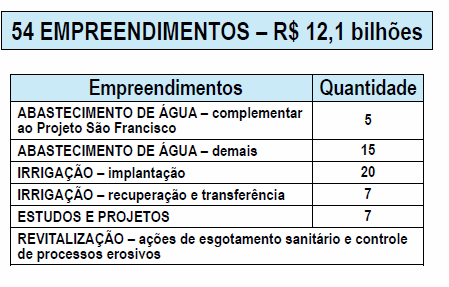 54 EMPREENDIMENTOS – R$ 12,1 bilhões
Empreendimentos Quantidade
ABASTECIMENTO DE ÁGUA – complementar
ao Projeto São Francisco 5
ABASTECIMENTO DE ÁGUA – demais 15
IRRIGAÇÃO – implantação 20
IRRIGAÇÃO – recuperação e transferência 7
ESTUDOS E PROJETOS 7
REVITALIZAÇÃO – ações de esgotamento sanitário e controle
de processos erosivos